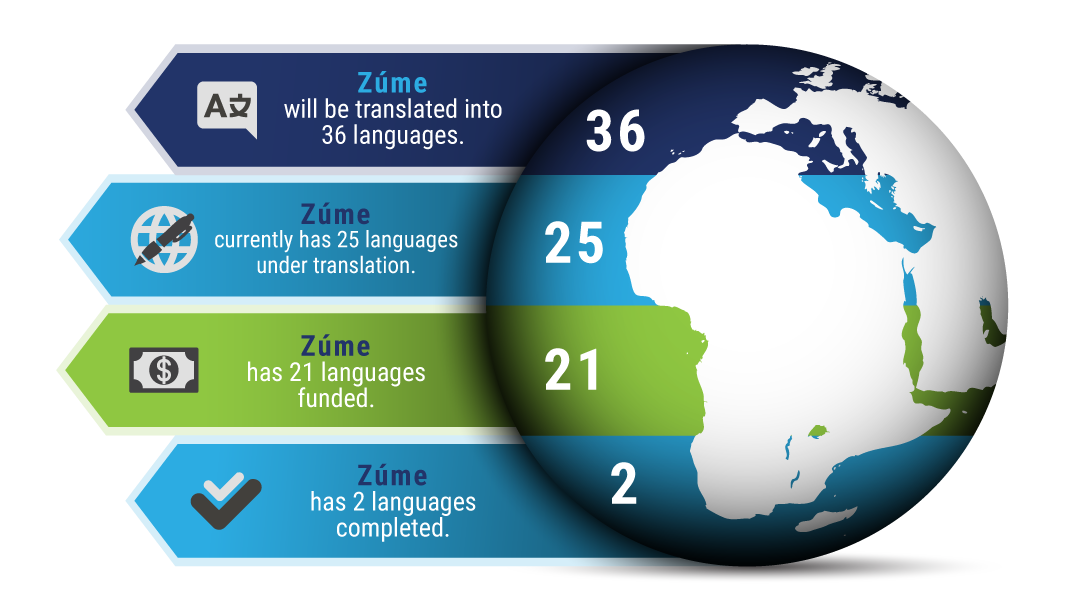 Zúme
will be translated into
36 languages.
36
Zúme
currently has 25 languages
under translation.
25
Zúme
has 21 languages
funded.
21
Zúme
has 2 languages
completed.
2
A
$